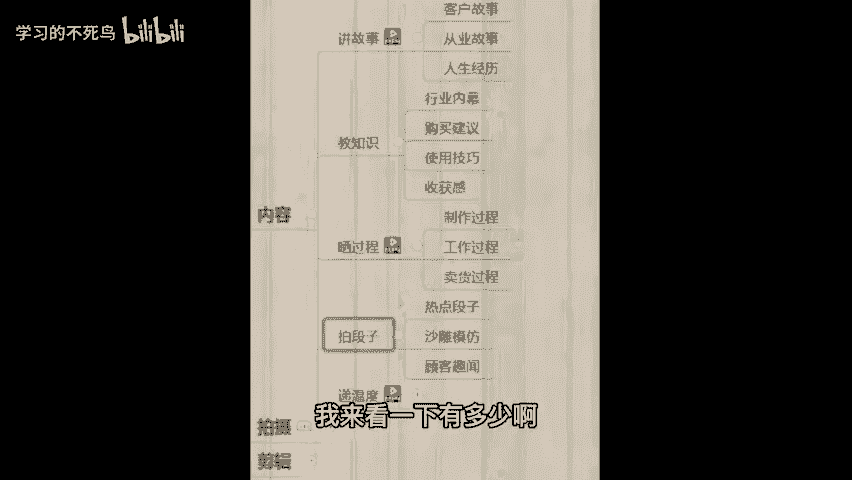 学习的不死鸟 bilibili
客户故事
讲故事
从业故事
人生经历
行业内幕
教知识
购买建议
使用技巧
收获感
内容
制作过程
晒过程
工作过程
卖货过程
热点段子
拍段子
沙雕模仿
顾客趣闻
递温度
我来看一下有多少啊
拍摄
剪辑